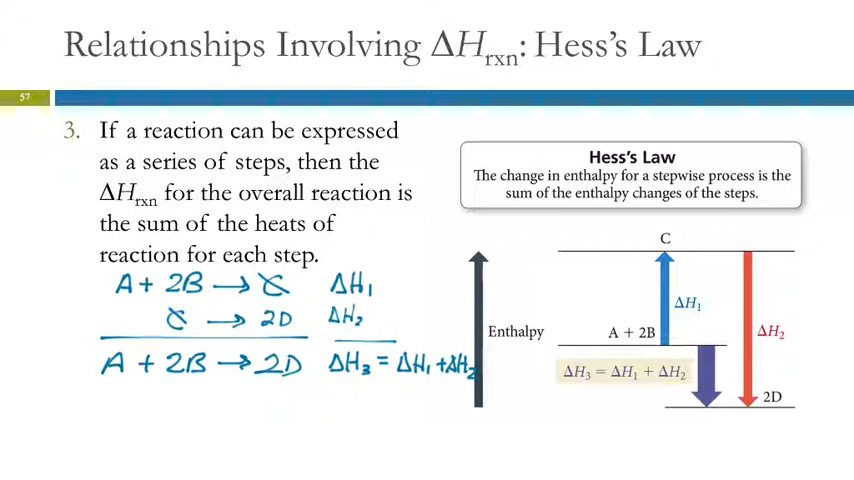 Relationships Involving ΔHrxn: Hess's Law
57
3. If a reaction can be expressed
as a series of steps, then the
ΔHrxn for the overall reaction is
the sum of the heats of
reaction for each step.
A + 2B → C ΔH₁
C → 2D ΔH₂
A + 2B → 2D ΔH₃ = ΔH₁ + ΔH₂
Hess's Law
The change in enthalpy for a stepwise process is the
sum of the enthalpy changes of the steps.
C
ΔH₁
Enthalpy
A + 2B
ΔH₂
ΔH₃ = ΔH₁ + ΔH₂
2D